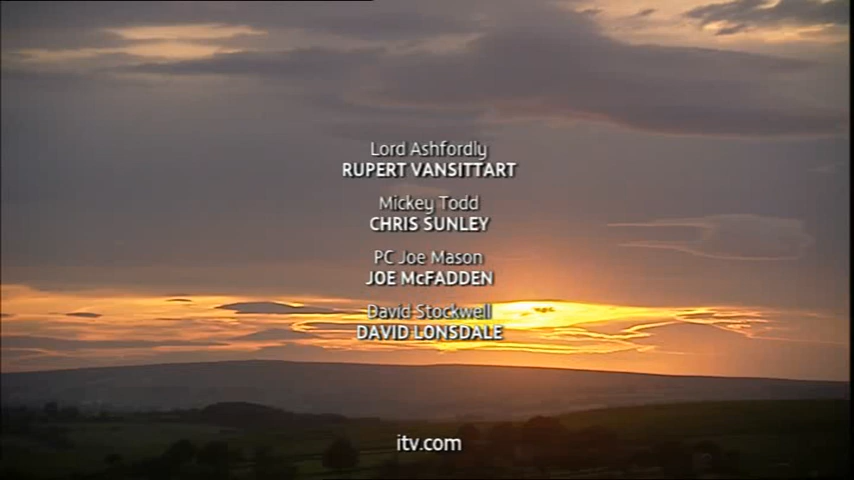 Lord Ashfordly
RUPERT VANSITTART
Mickey Todd
CHRIS SUNLEY
PC Joe Mason
JOE McFADDEN
David Stockwell
DAVID LONSDALE
itv.com